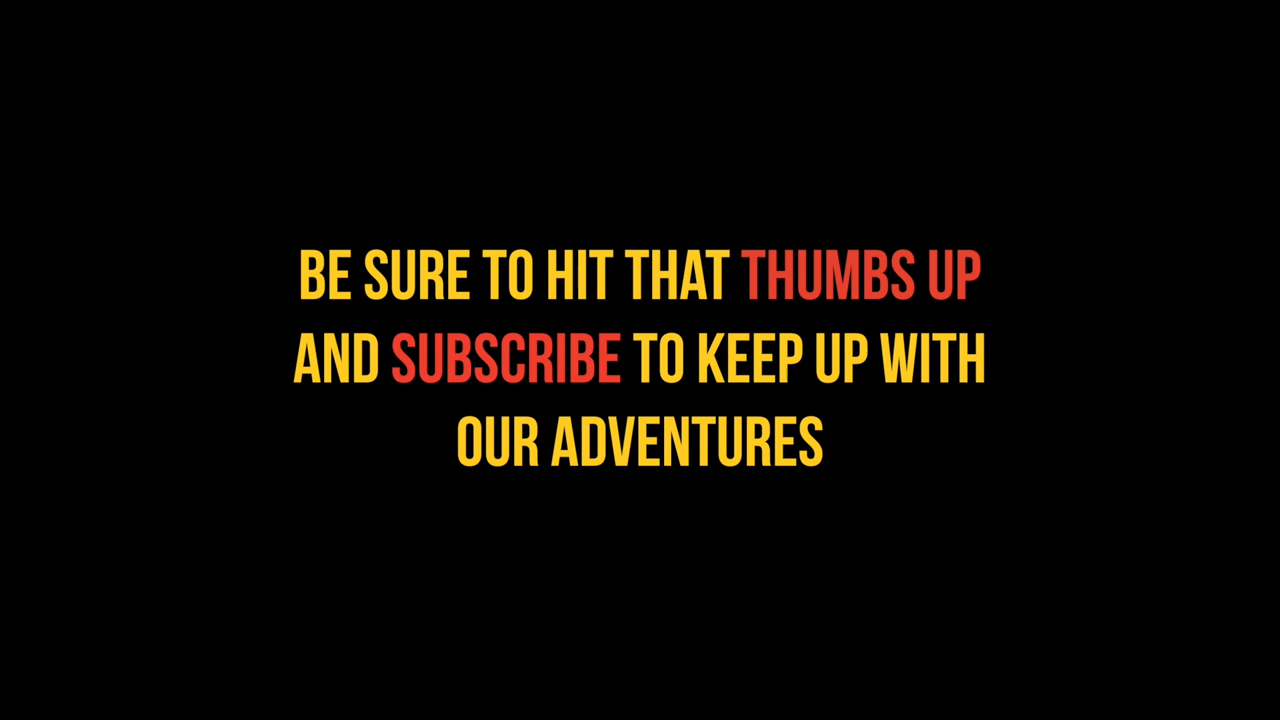 BE SURE TO HIT THAT THUMBS UP
AND SUBSCRIBE TO KEEP UP WITH
OUR ADVENTURES